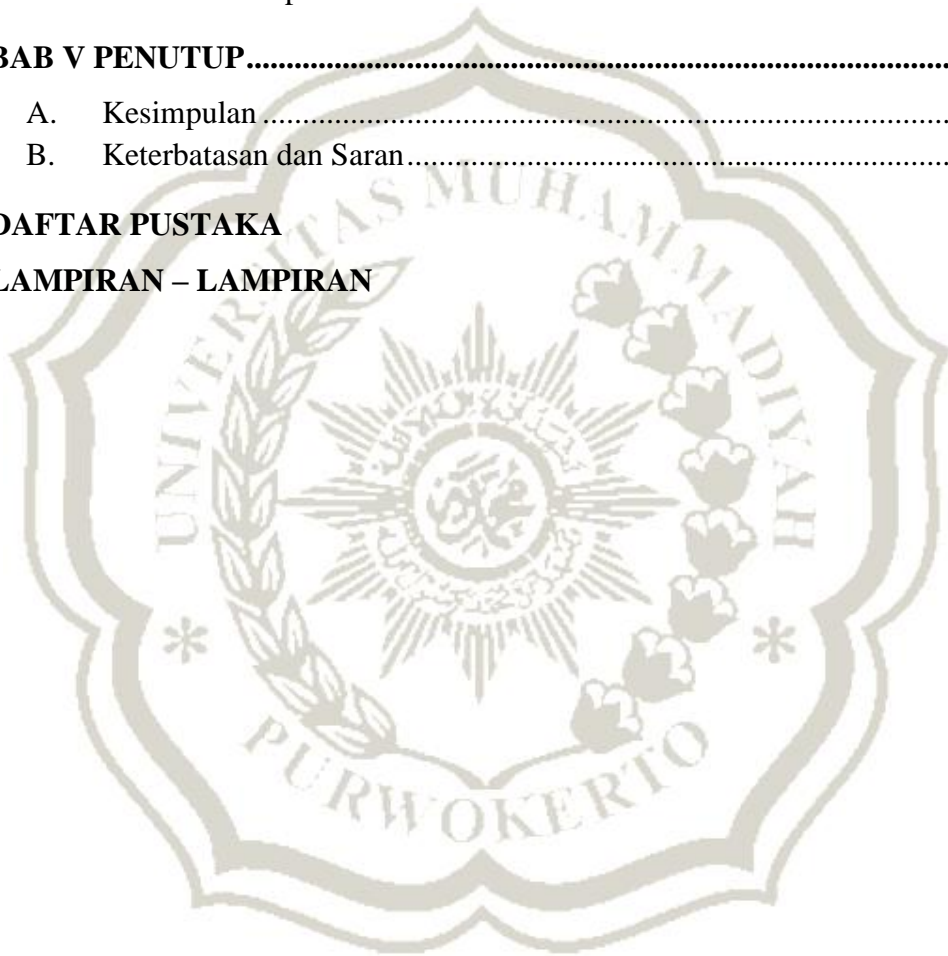 BAB V PENUTUP........................................................................................
A. Kesimpulan........................................................................................
B. Keterbatasan dan Saran........................................................................................
DAFTAR PUSTAKA
LAMPIRAN – LAMPIRAN
UNIVERSITAS MUHAMMADIYAH
PURWOKERTO